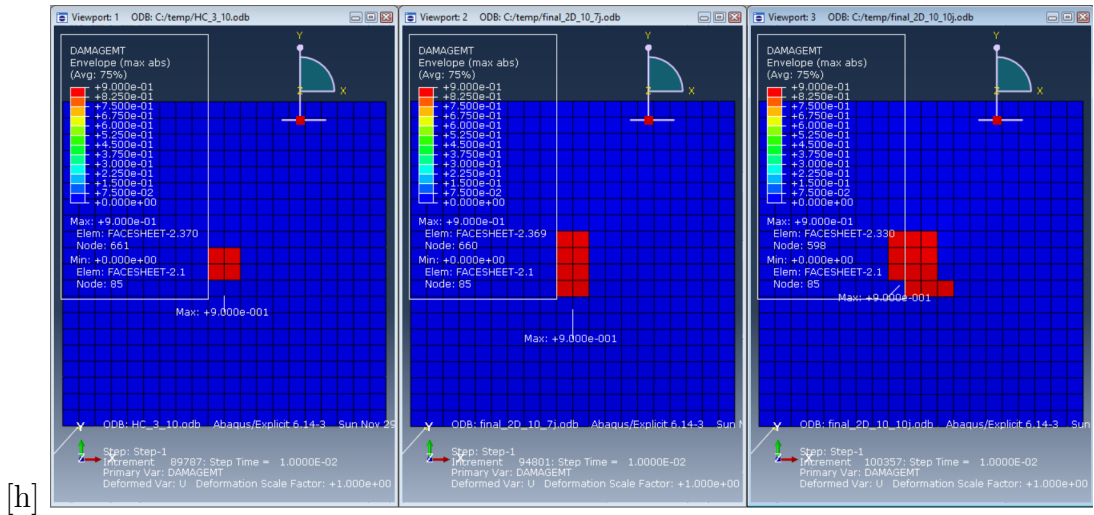 Viewport: 1 ODB: C:/temp/HC_3_10.odb
DAMAGEMT
Envelope (max abs)
(Avg: 75%)
+9.000e-01
+8.250e-01
+7.500e-01
+6.750e-01
+6.000e-01
+5.250e-01
+4.500e-01
+3.750e-01
+3.000e-01
+2.250e-01
+1.500e-01
+7.500e-02
+0.000e+00
Max: +9.000e-01
Elem: FACESHEET-2.370
Node: 661
Min: +0.000e+00
Elem: FACESHEET-2.1
Node: 85
Y
Z
X
Max: +9.000e-001
Y
ODB: HC_3_10.odb Abaqus/Explicit 6.14-3 Sun Nov 29
Step: Step-1
X
Increment 89787: Step Time = 1.0000E-02
Primary Var: DAMAGEMT
Deformed Var: U Deformation Scale Factor: +1.000e+00
Viewport: 2 ODB: C:/temp/final_2D_10_7j.odb
DAMAGEMT
Envelope (max abs)
(Avg: 75%)
+9.000e-01
+8.250e-01
+7.500e-01
+6.750e-01
+6.000e-01
+5.250e-01
+4.500e-01
+3.750e-01
+3.000e-01
+2.250e-01
+1.500e-01
+7.500e-02
+0.000e+00
Max: +9.000e-01
Elem: FACESHEET-2.369
Node: 660
Min: +0.000e+00
Elem: FACESHEET-2.1
Node: 85
Y
Z
X
Max: +9.000e-001
Y
ODB: final_2D_10_7j.odb Abaqus/Explicit 6.14-3 Sun N
Step: Step-1
X
Increment 94801: Step Time = 1.0000E-02
Primary Var: DAMAGEMT
Deformed Var: U Deformation Scale Factor: +1.000e+00
Viewport: 3 ODB: C:/temp/final_2D_10_10j.odb
DAMAGEMT
Envelope (max abs)
(Avg: 75%)
+9.000e-01
+8.250e-01
+7.500e-01
+6.750e-01
+6.000e-01
+5.250e-01
+4.500e-01
+3.750e-01
+3.000e-01
+2.250e-01
+1.500e-01
+7.500e-02
+0.000e+00
Max: +9.000e-01
Elem: FACESHEET-2.330
Node: 598
Min: +0.000e+00
Elem: FACESHEET-2.1
Node: 85
Y
Z
X
Max: +9.000e-001
Y
ODB: final_2D_10_10j.odb Abaqus/Explicit 6.14-3 Sun
Step: Step-1
X
Increment 100357: Step Time = 1.0000E-02
Primary Var: DAMAGEMT
Deformed Var: U Deformation Scale Factor: +1.000e+00
[h]